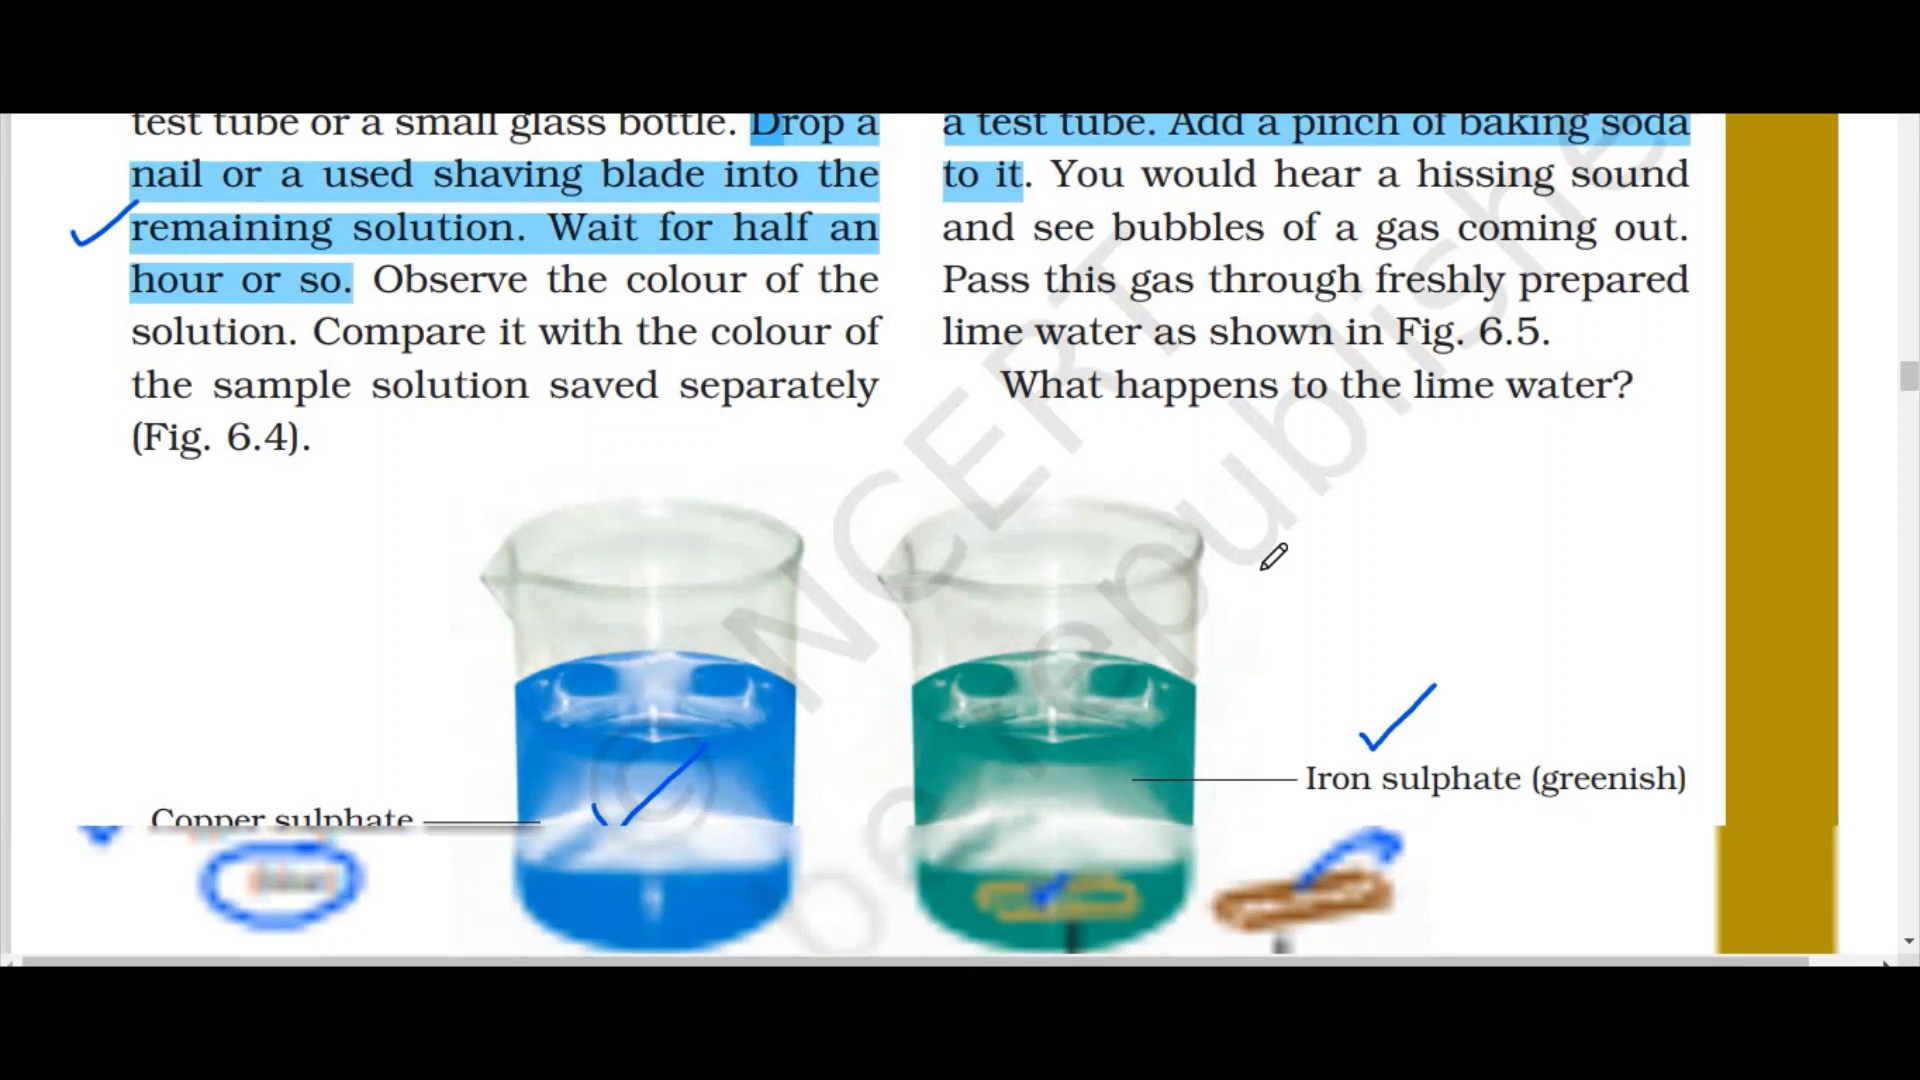 test tube or a small glass bottle. Drop a
nail or a used shaving blade into the
remaining solution. Wait for half an
hour or so. Observe the colour of the
solution. Compare it with the colour of
the sample solution saved separately
(Fig. 6.4).
a test tube. Add a pinch of baking soda
to it. You would hear a hissing sound
and see bubbles of a gas coming out.
Pass this gas through freshly prepared
lime water as shown in Fig. 6.5.
What happens to the lime water?
Iron sulphate (greenish)
Copper sulphate
© NCERT
be republishe